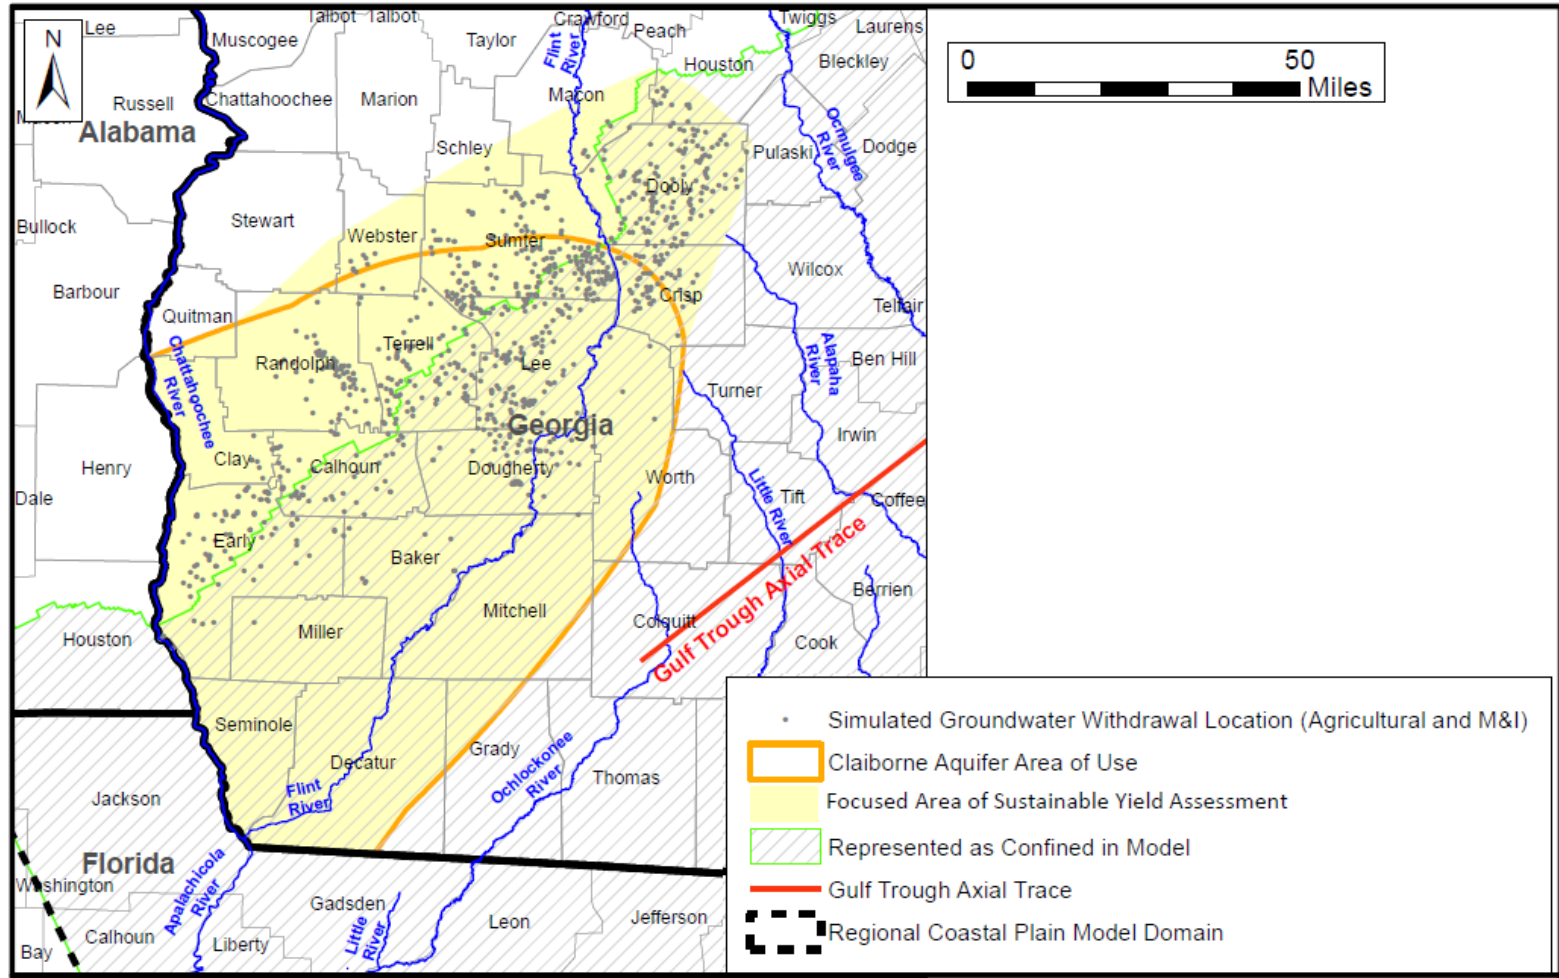 N
Lee
Talbot
Talbot
Crawford
Twiggs
Laurens
Muscogee
Taylor
Peach
Flint
River
Houston
Bleckley
0
50
Miles
Russell
Chattahoochee
Marion
Macon
Alabama
Schley
Pulaski
Ocmulgee
River
Dodge
Dooly
Bullock
Stewart
Webster
Sumter
Wilcox
Barbour
Quitman
Crisp
Telfair
Chattahoochee
River
Randolph
Terrell
Lee
Alapaha
River
Ben Hill
Turner
Georgia
Irwin
Henry
Clay
Calhoun
Dougherty
Worth
Dale
Little River
Tift
Coffee
Early
Baker
Gulf Trough Axial Trace
Berrien
Houston
Miller
Mitchell
Colquitt
Cook
Seminole
Decatur
Grady
Flint
River
Ochlockonee
River
Thomas
Jackson
Florida
Washington
Apalachicola
River
Gadsden
Little
River
Leon
Jefferson
Calhoun
Liberty
Bay
Simulated Groundwater Withdrawal Location (Agricultural and M&I)
Claiborne Aquifer Area of Use
Focused Area of Sustainable Yield Assessment
Represented as Confined in Model
Gulf Trough Axial Trace
Regional Coastal Plain Model Domain